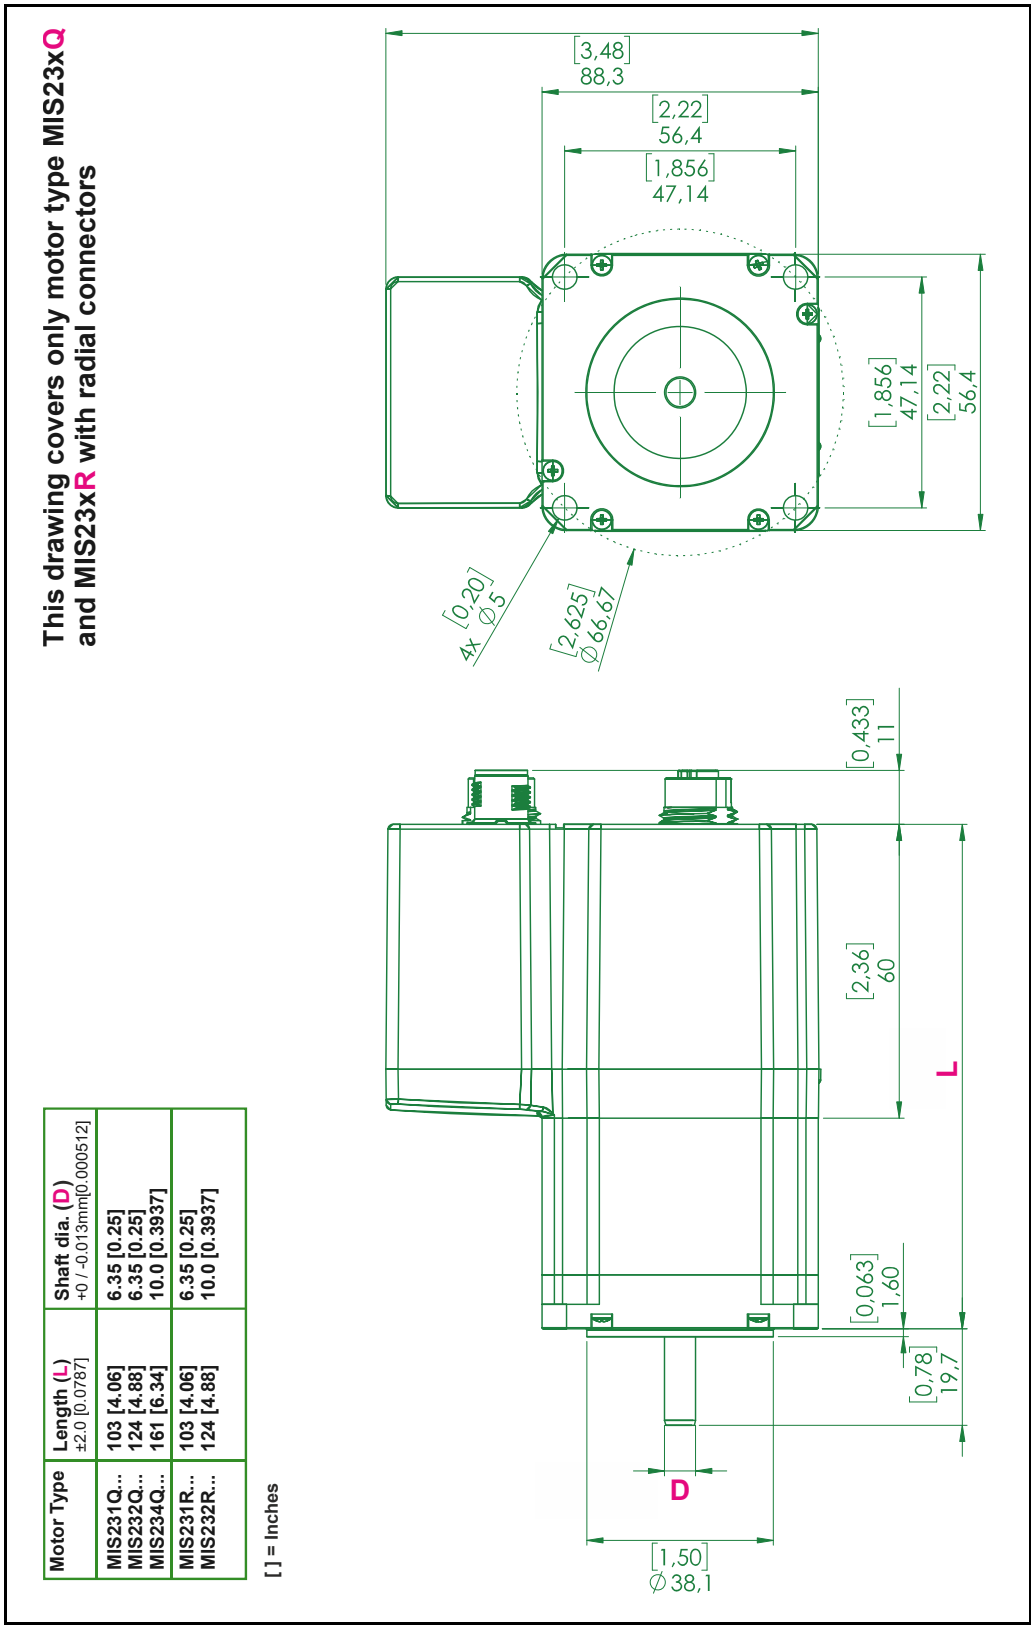 This drawing covers only motor type MIS23xQ
and MIS23xR with radial connectors
Motor Type Length (L) Shaft dia. (D)
±2.0 [0.0787] +0 / -0.013mm[0.000512]
MIS231Q... 103 [4.06] 6.35 [0.25]
MIS232Q... 124 [4.88] 6.35 [0.25]
MIS234Q... 161 [6.34] 10.0 [0.3937]
MIS231R... 103 [4.06] 6.35 [0.25]
MIS232R... 124 [4.88] 10.0 [0.3937]
[ ] = Inches
[3,48]
88,3
[2,22]
56,4
[1,856]
47,14
[1,856]
47,14
[2,22]
56,4
[0,20]
4x Ø5
[2,625]
Ø66,67
[0,433]
11
[2,36]
60
L
[0,063]
1,60
[0,78]
19,7
D
[1,50]
Ø38,1